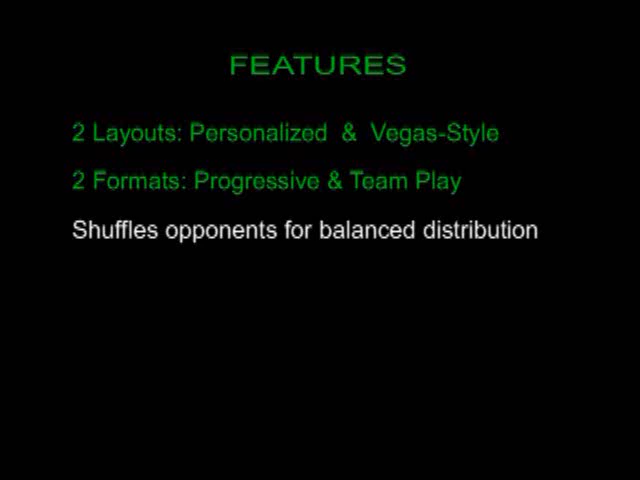 FEATURES
2 Layouts: Personalized & Vegas-Style
2 Formats: Progressive & Team Play
Shuffles opponents for balanced distribution